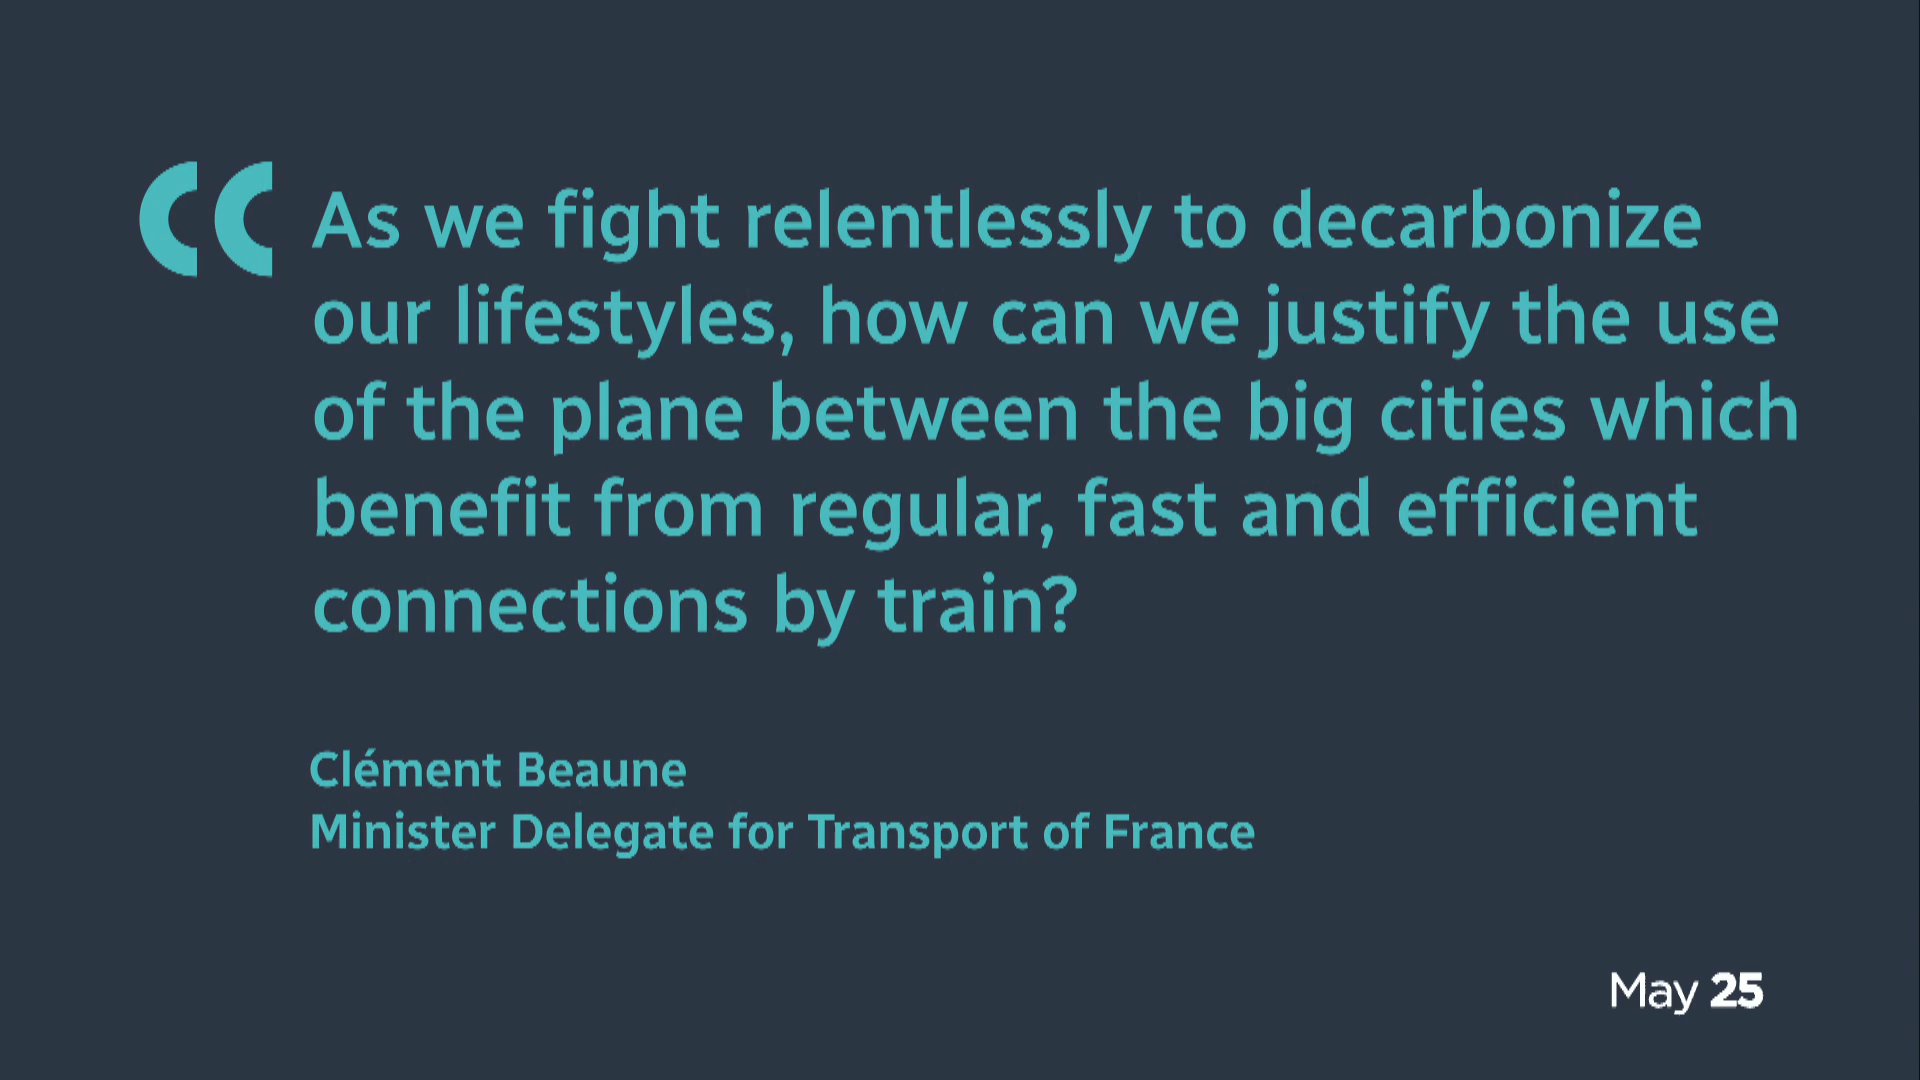 “As we fight relentlessly to decarbonize
our lifestyles, how can we justify the use
of the plane between the big cities which
benefit from regular, fast and efficient
connections by train?
Clément Beaune
Minister Delegate for Transport of France
May 25